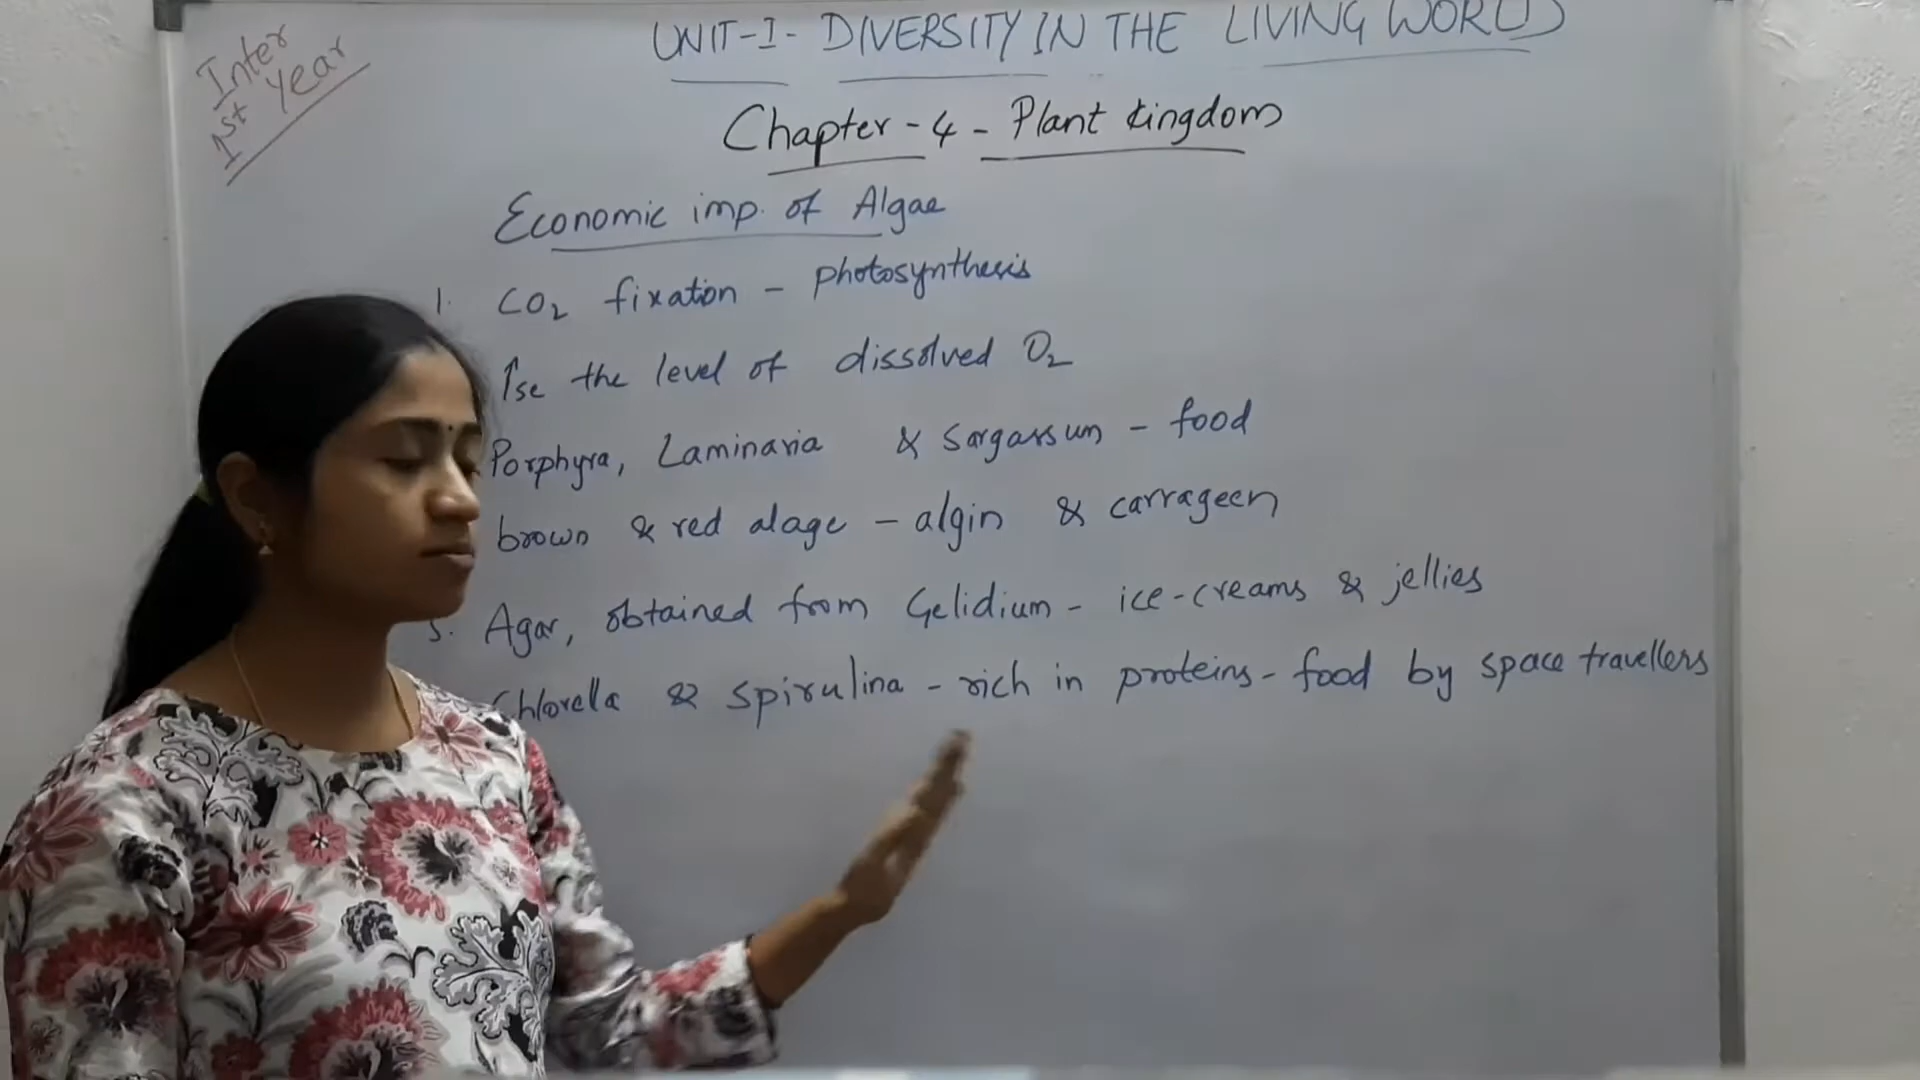 Inter
1st Year
UNIT-I- DIVERSITY IN THE LIVING WORLD
Chapter - 4 - Plant kingdom
Economic imp. of Algae
1. CO₂ fixation - photosynthesis
↑se the level of dissolved O₂
Porphyra, Laminaria & Sargassum - food
brown & red alage - algin & carrageen
5. Agar, obtained from Gelidium - ice-creams & jellies
Chlorella & spirulina - rich in proteins - food by space travellers